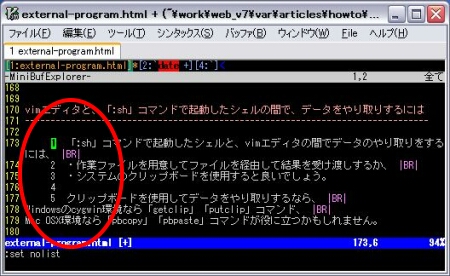 external-program.html + (~¥work¥web_v7¥var¥articles¥howto¥...
ファイル(F) 編集(E) ツール(T) シンタックス(S) バッファ(B) ウィンドウ(W) File ヘルプ(H)
1 external-program.html
[1:external-program.html]*[2: +][4:`]<
-MiniBufExplorer- 1,2 全て
168
169
170 vimエディタと、「:sh」コマンドで起動したシェルの間で、データをやり取りするには
171 ----------------------------------------
172
173 1 「:sh」コマンドで起動したシェルと、vimエディタの間でデータのやり取りをする
には、 |BR|
174 2 ・作業ファイルを用意してファイルを経由して結果を受け渡しするか、 |BR|
175 3 ・システムのクリップボードを使用すると良いでしょう。
176 4
177 5 クリップボードを使用してデータをやり取りするなら、 |BR|
178 Windowsのcygwin環境なら「getclip」「putclip」コマンド、 |BR|
179 Mac OSX環境なら「pbcopy」「pbpaste」コマンドが役に立つかもしれません。
external-program.html [+] 173,6 94%
:set nolist